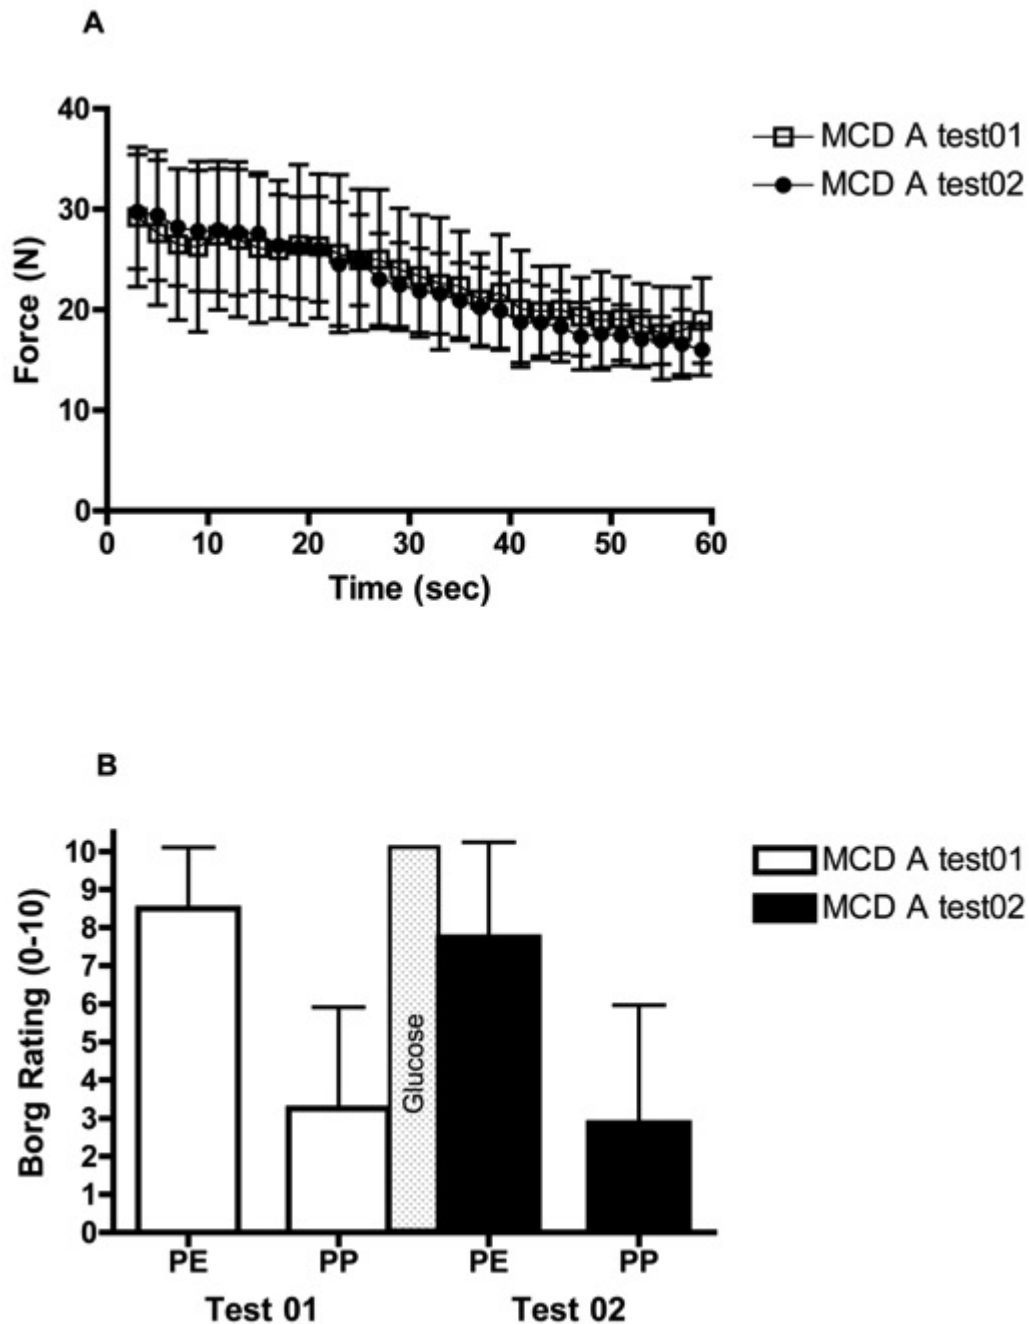 A
40
30
20
10
0
Force (N)
0 10 20 30 40 50 60
Time (sec)
MCD A test01
MCD A test02
B
10
9
8
7
6
5
4
3
2
1
0
Borg Rating (0-10)
Glucose
PE PP PE PP
Test 01 Test 02
MCD A test01
MCD A test02